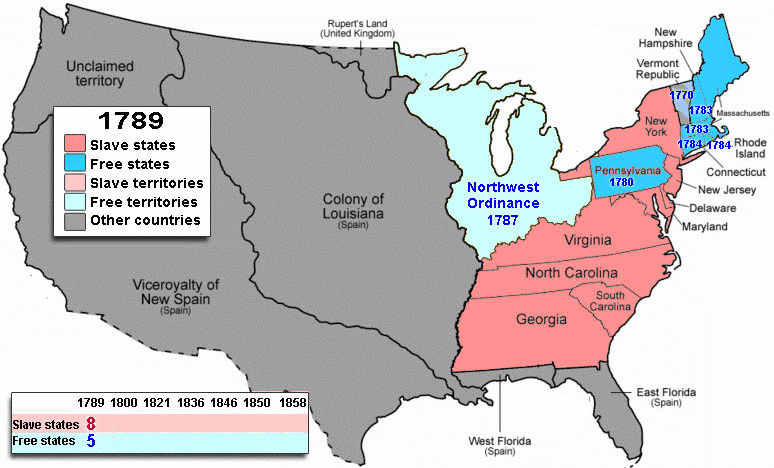 Rupert's Land
(United Kingdom)
New
Hampshire
Vermont
Republic
Unclaimed
territory
1770
1783
Massachusetts
1789
Slave states
Free states
Slave territories
Free territories
Other countries
New
York
1783
1784
1784
Rhode
Island
Connecticut
Pennsylvania
1780
New Jersey
Delaware
Maryland
Northwest
Ordinance
1787
Colony of
Louisiana
(Spain)
Virginia
North Carolina
South
Carolina
Georgia
Viceroyalty of
New Spain
(Spain)
East Florida
(Spain)
West Florida
(Spain)
1789 1800 1821 1836 1846 1850 1858
Slave states 8
Free states 5